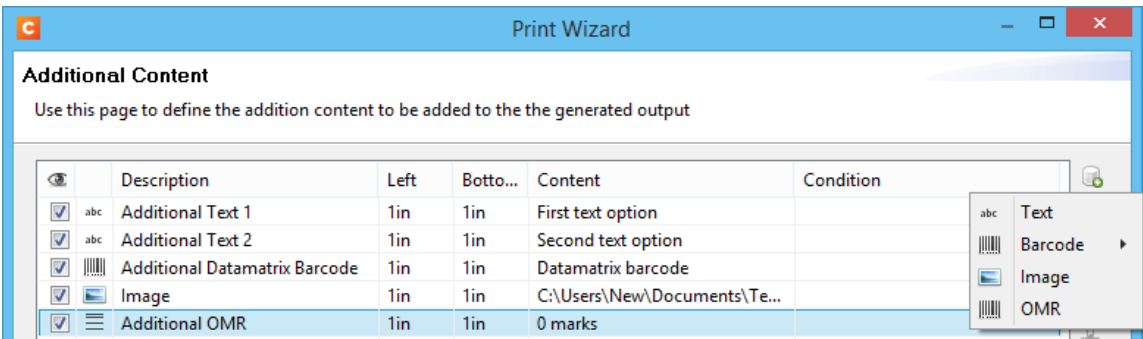 C Print Wizard
Additional Content
Use this page to define the addition content to be added to the the generated output
Description Left Botto... Content Condition
abc Additional Text 1 1in 1in First text option
abc Additional Text 2 1in 1in Second text option
Additional Datamatrix Barcode 1in 1in Datamatrix barcode
Image 1in 1in C:\Users\New\Documents\Te...
Additional OMR 1in 1in 0 marks
abc Text
Barcode
Image
OMR